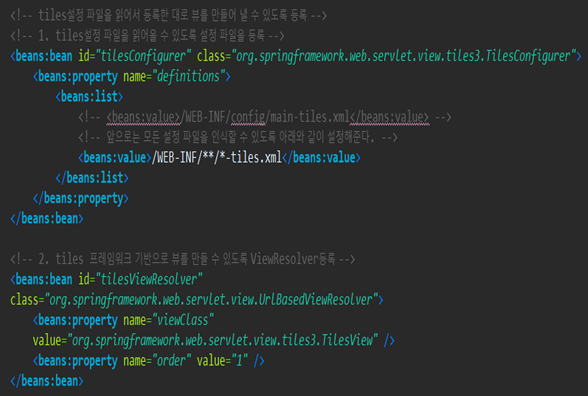 <!-- tiles설정 파일을 읽어서 등록한 대로 뷰를 만들어 낼 수 있도록 등록 -->
<!-- 1. tiles설정 파일을 읽어올 수 있도록 설정 파일을 등록 -->
<beans:bean id="tilesConfigurer" class="org.springframework.web.servlet.view.tiles3.TilesConfigurer">
<beans:property name="definitions">
<beans:list>
<!-- <beans:value>/WEB-INF/config/main-tiles.xml</beans:value> -->
<!-- 앞으로는 모든 설정 파일을 인식할 수 있도록 아래와 같이 설정해준다. -->
<beans:value>/WEB-INF/**/*-tiles.xml</beans:value>
</beans:list>
</beans:property>
</beans:bean>
<!-- 2. tiles 프레임워크 기반으로 뷰를 만들 수 있도록 ViewResolver등록 -->
<beans:bean id="tilesViewResolver"
class="org.springframework.web.servlet.view.UrlBasedViewResolver">
<beans:property name="viewClass"
value="org.springframework.web.servlet.view.tiles3.TilesView" />
<beans:property name="order" value="1" />
</beans:bean>